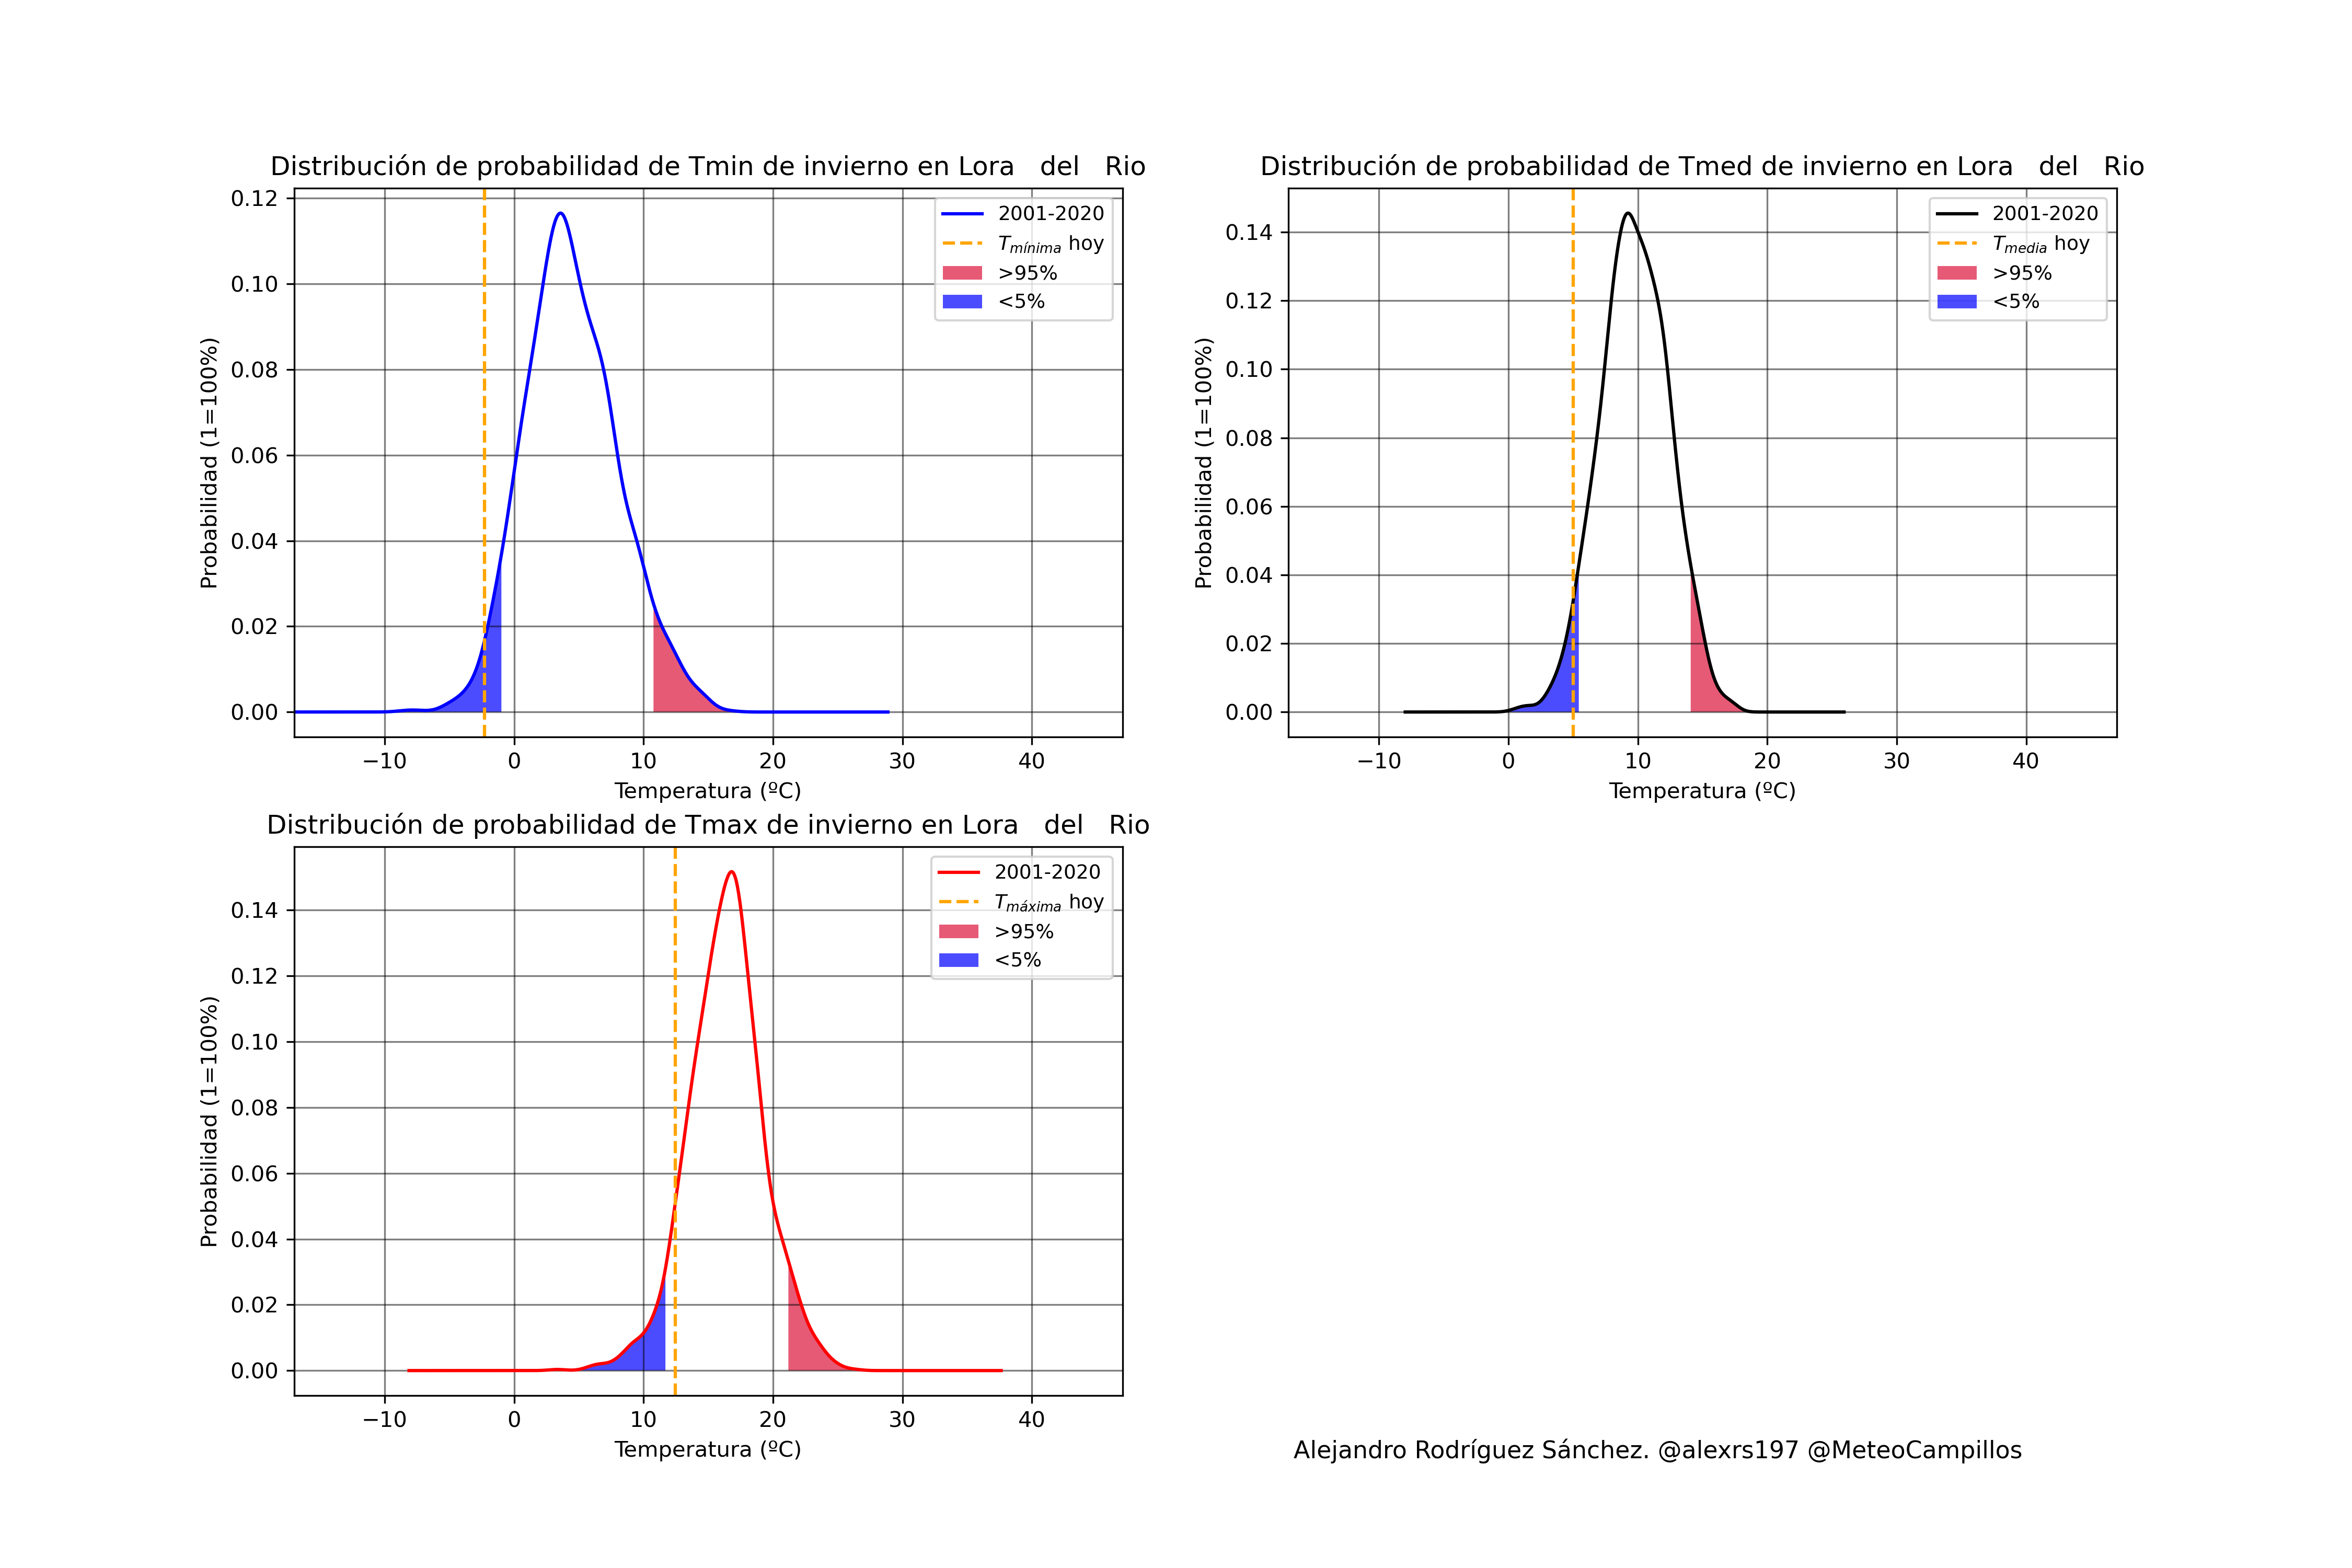 Distribución de probabilidad de Tmin de invierno en Lora   del   Rio
0.12
0.10
0.08
0.06
0.04
0.02
0.00
Probabilidad (1=100%)
2001-2020
Tmínima hoy
>95%
<5%
−10 0 10 20 30 40
Temperatura (ºC)
Distribución de probabilidad de Tmed de invierno en Lora   del   Rio
0.14
0.12
0.10
0.08
0.06
0.04
0.02
0.00
Probabilidad (1=100%)
2001-2020
Tmedia hoy
>95%
<5%
−10 0 10 20 30 40
Temperatura (ºC)
Distribución de probabilidad de Tmax de invierno en Lora   del   Rio
0.14
0.12
0.10
0.08
0.06
0.04
0.02
0.00
Probabilidad (1=100%)
2001-2020
Tmáxima hoy
>95%
<5%
−10 0 10 20 30 40
Temperatura (ºC)
Alejandro Rodríguez Sánchez. @alexrs197 @MeteoCampillos